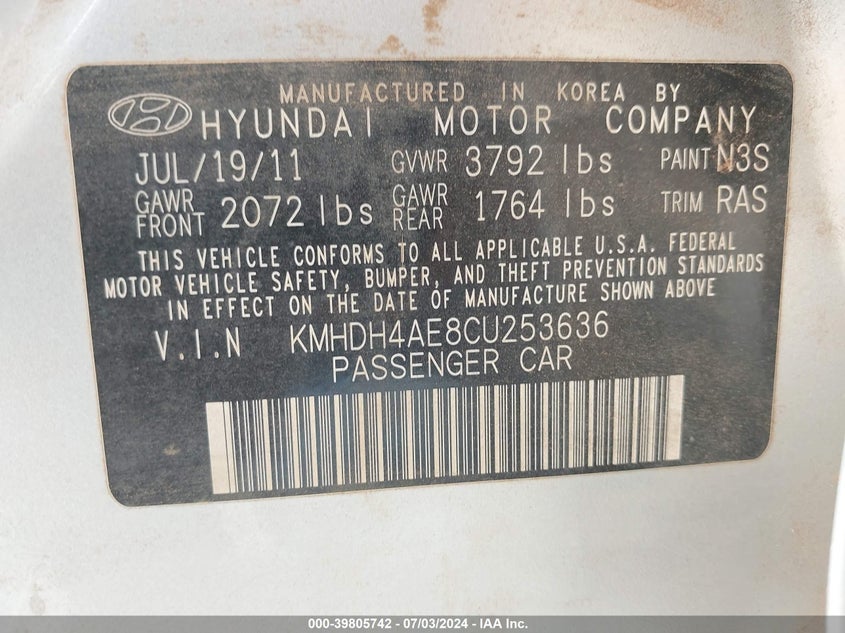 MANUFACTURED IN KOREA BY
HYUNDAI MOTOR COMPANY
JUL/19/11 GVWR 3792 lbs PAINT N3S
GAWR FRONT 2072 lbs GAWR REAR 1764 lbs TRIM RAS
THIS VEHICLE CONFORMS TO ALL APPLICABLE U.S.A. FEDERAL
MOTOR VEHICLE SAFETY, BUMPER, AND THEFT PREVENTION STANDARDS
IN EFFECT ON THE DATE OF MANUFACTURE SHOWN ABOVE
V.I.N KMHDH4AE8CU253636
PASSENGER CAR
000-39805742 - 07/03/2024 - IAA Inc.